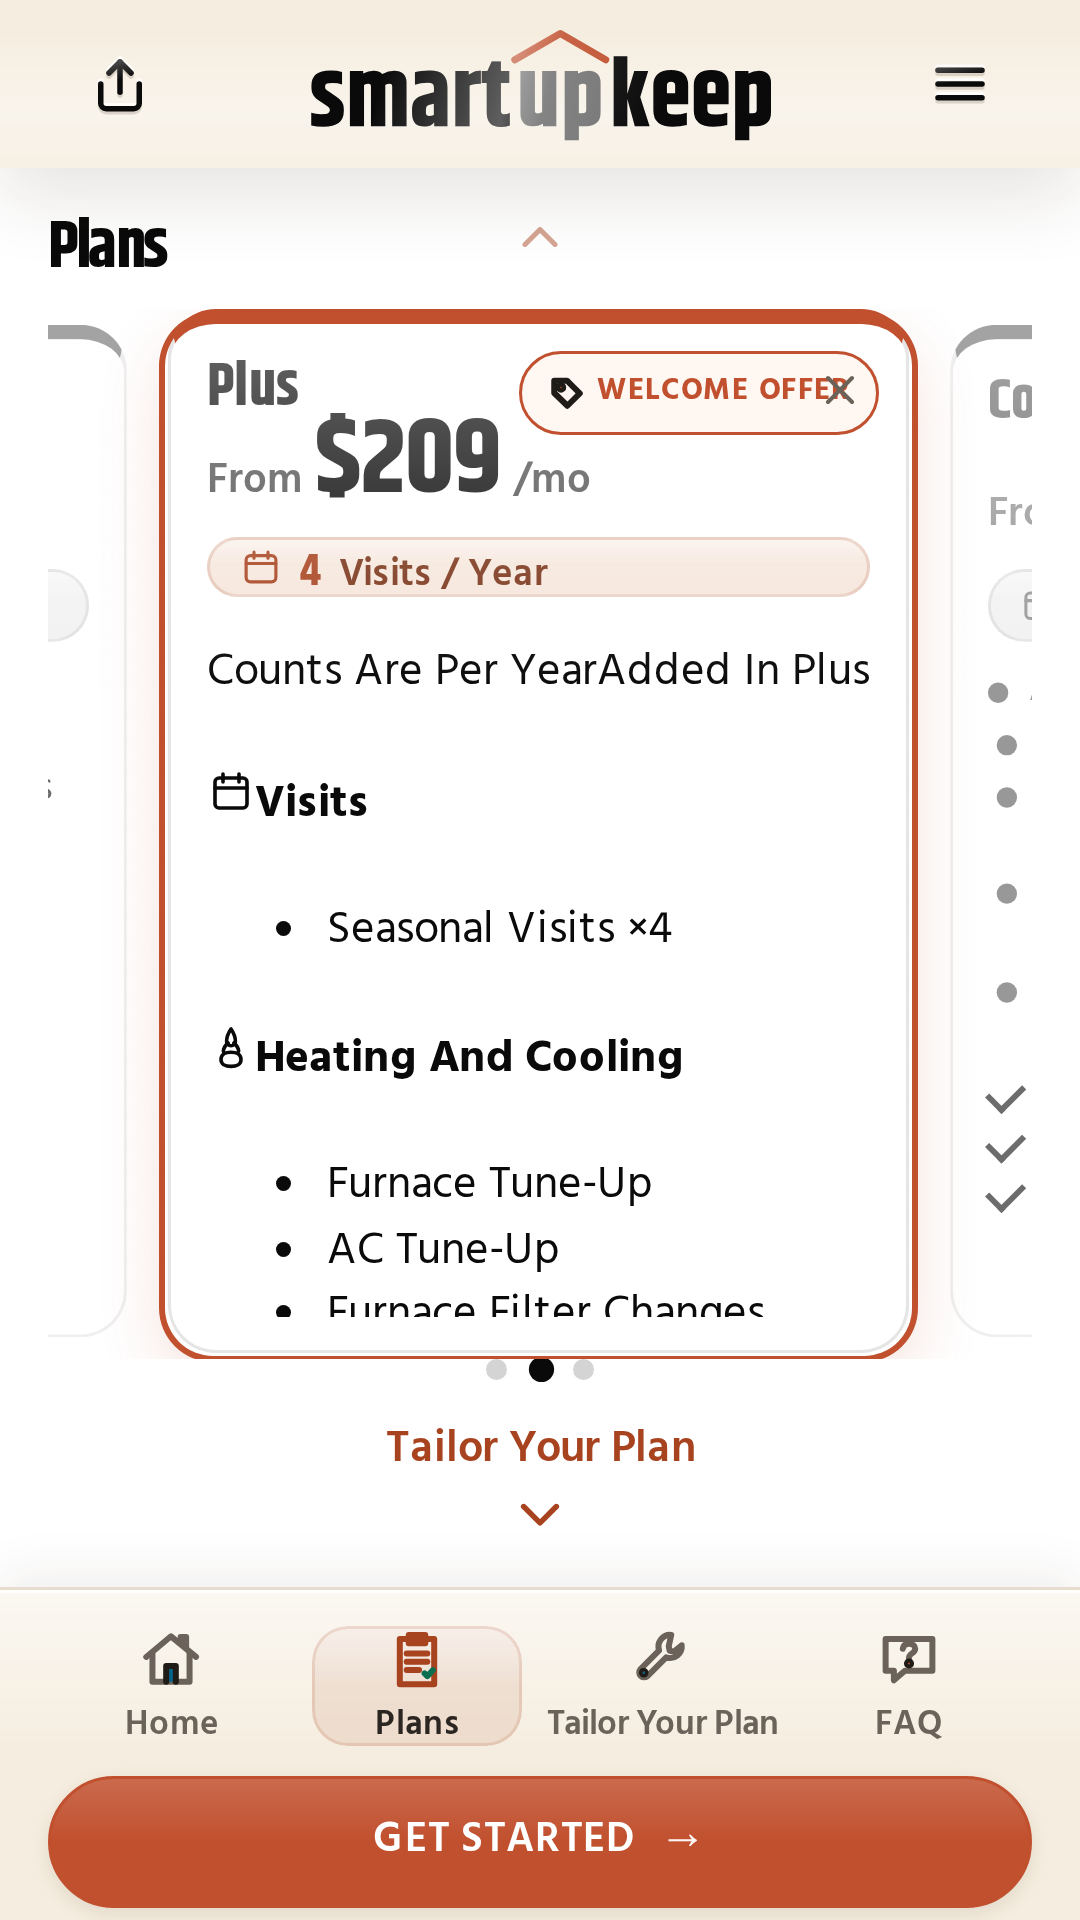 smartupkeep
Plans
Plus
WELCOME OFFER
From $209 /mo
4 Visits / Year
Counts Are Per YearAdded In Plus
Visits
Seasonal Visits ×4
Heating And Cooling
Furnace Tune-Up
AC Tune-Up
Furnace Filter Changes
Co
Fro
s
Tailor Your Plan
Home
Plans
Tailor Your Plan
FAQ
GET STARTED →